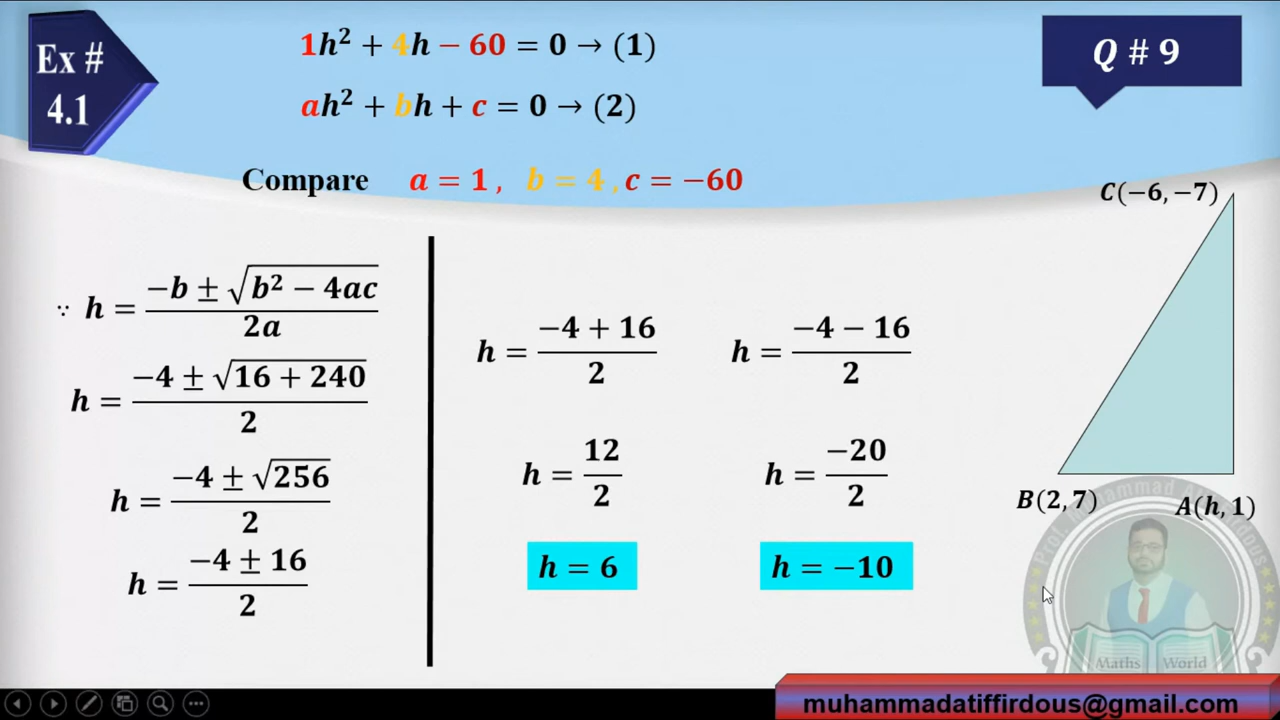 Ex #
4.1
1h² + 4h − 60 = 0 → (1)
ah² + bh + c = 0 → (2)
Q # 9
Compare a = 1 , b = 4 , c = −60
C(−6, −7)
∵ h = (−b ± √(b² − 4ac))/2a
h = (−4 ± √(16 + 240))/2
h = (−4 ± √256)/2
h = (−4 ± 16)/2
h = (−4 + 16)/2
h = 12/2
h = 6
h = (−4 − 16)/2
h = −20/2
h = −10
B(2, 7)
A(h, 1)
Maths World
muhammadatiffirdous@gmail.com